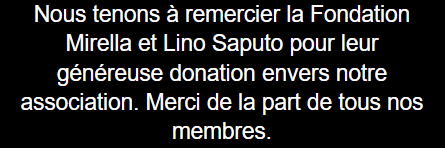 Nous tenons à remercier la Fondation
Mirella et Lino Saputo pour leur
généreuse donation envers notre
association. Merci de la part de tous nos
membres.